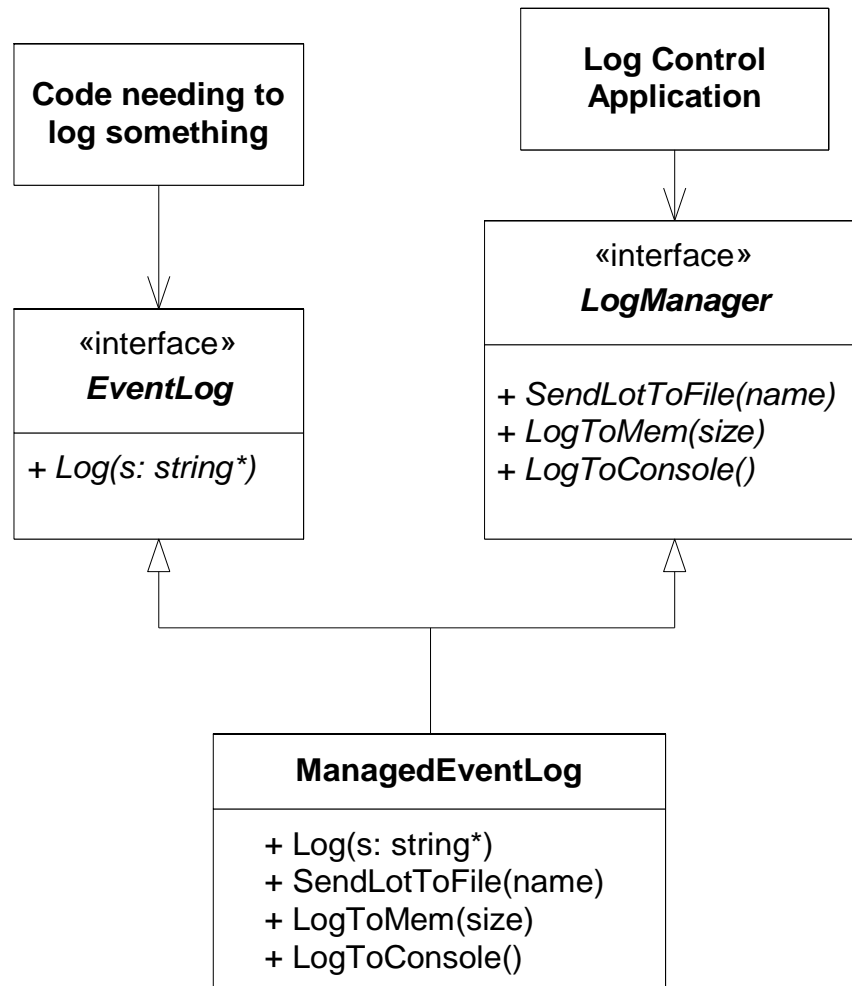 Code needing to
log something
Log Control
Application
«interface»
EventLog
+ Log(s: string*)
«interface»
LogManager
+ SendLotToFile(name)
+ LogToMem(size)
+ LogToConsole()
ManagedEventLog
+ Log(s: string*)
+ SendLotToFile(name)
+ LogToMem(size)
+ LogToConsole()